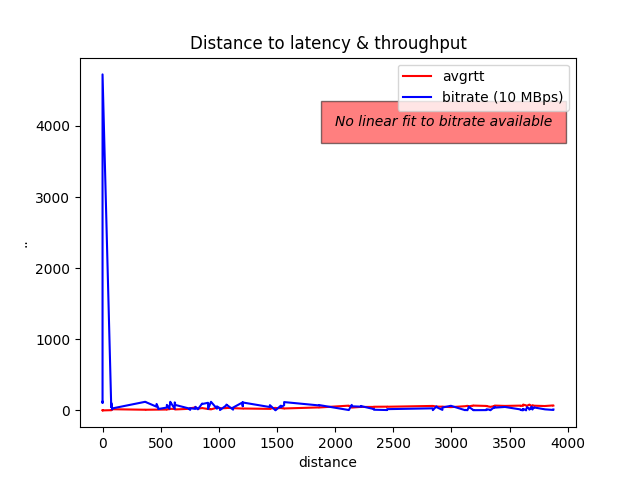 Distance to latency & throughput
avgrtt
bitrate (10 MBps)
No linear fit to bitrate available
4000
3000
2000
1000
0
..
0 500 1000 1500 2000 2500 3000 3500 4000
distance